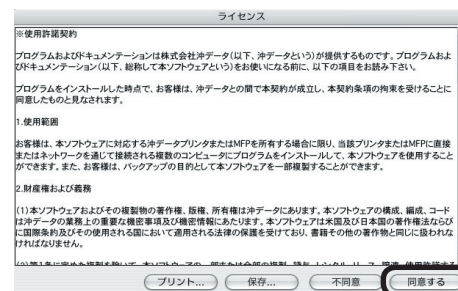 ライセンス
※使用許諾契約
プログラムおよびドキュメンテーションは株式会社沖データ(以下、沖データという)が提供するものです。プログラムおよ
びドキュメンテーション(以下、総称して本ソフトウェアという)をお使いになる前に、以下の項目をお読み下さい。
プログラムをインストールした時点で、お客様は、沖データとの間で本契約が成立し、本契約条項の拘束を受けることに
同意したものと見なされます。
1.使用範囲
お客様は、本ソフトウェアに対応する沖データプリンタまたはMFPを所有する場合に限り、当該プリンタまたはMFPに直接
またはネットワークを通じて接続される複数のコンピュータにプログラムをインストールして、本ソフトウェアを使用すること
ができます。また、お客様は、バックアップの目的として本ソフトウェアを一部複製することができます。
2.財産権および義務
(1)本ソフトウェアおよびその複製物の著作権、版権、所有権は沖データにあります。本ソフトウェアの構成、編成、コード
は沖データの業務上の重要な機密事項及び機密情報にあたります。本ソフトウェアは米国及び日本国の著作権法ならび
に国際条約及びその使用される国において適用される法律の保護を受けており、書籍その他の著作物と同じに扱われな
ければなりません。
プリント...
保存...
不同意
同意する